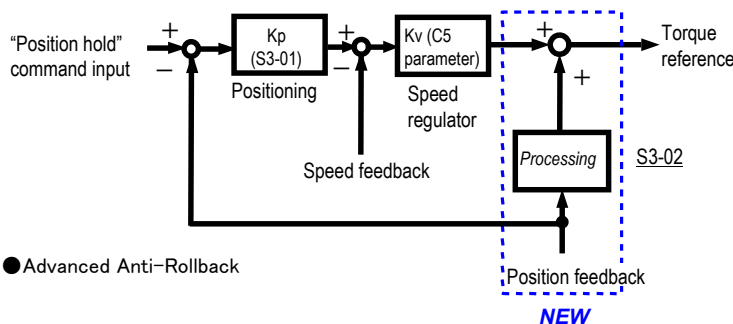 “Position hold”
command input
+
−
Kp
(S3-01)
Positioning
+
−
Kv (C5
parameter)
Speed
regulator
+
+
Torque
reference
Speed feedback
Processing
S3-02
●Advanced Anti-Rollback
Position feedback
NEW